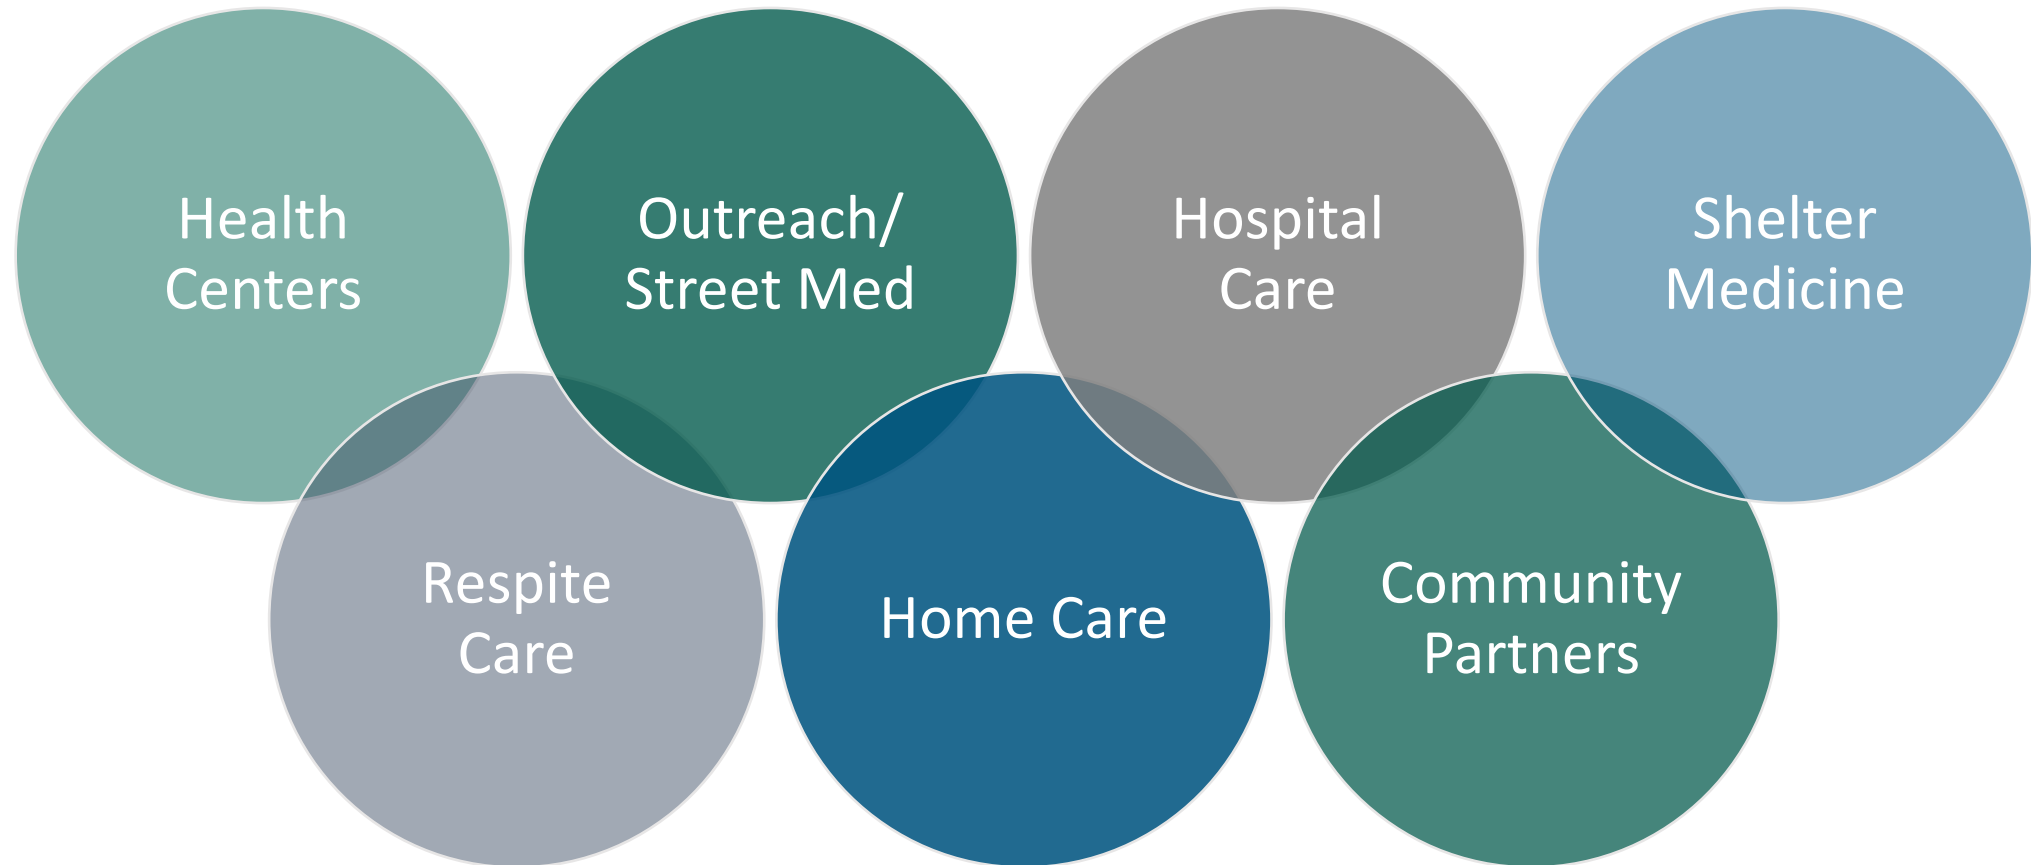 Health
Centers
Outreach/
Street Med
Hospital
Care
Shelter
Medicine
Respite
Care
Home Care
Community
Partners